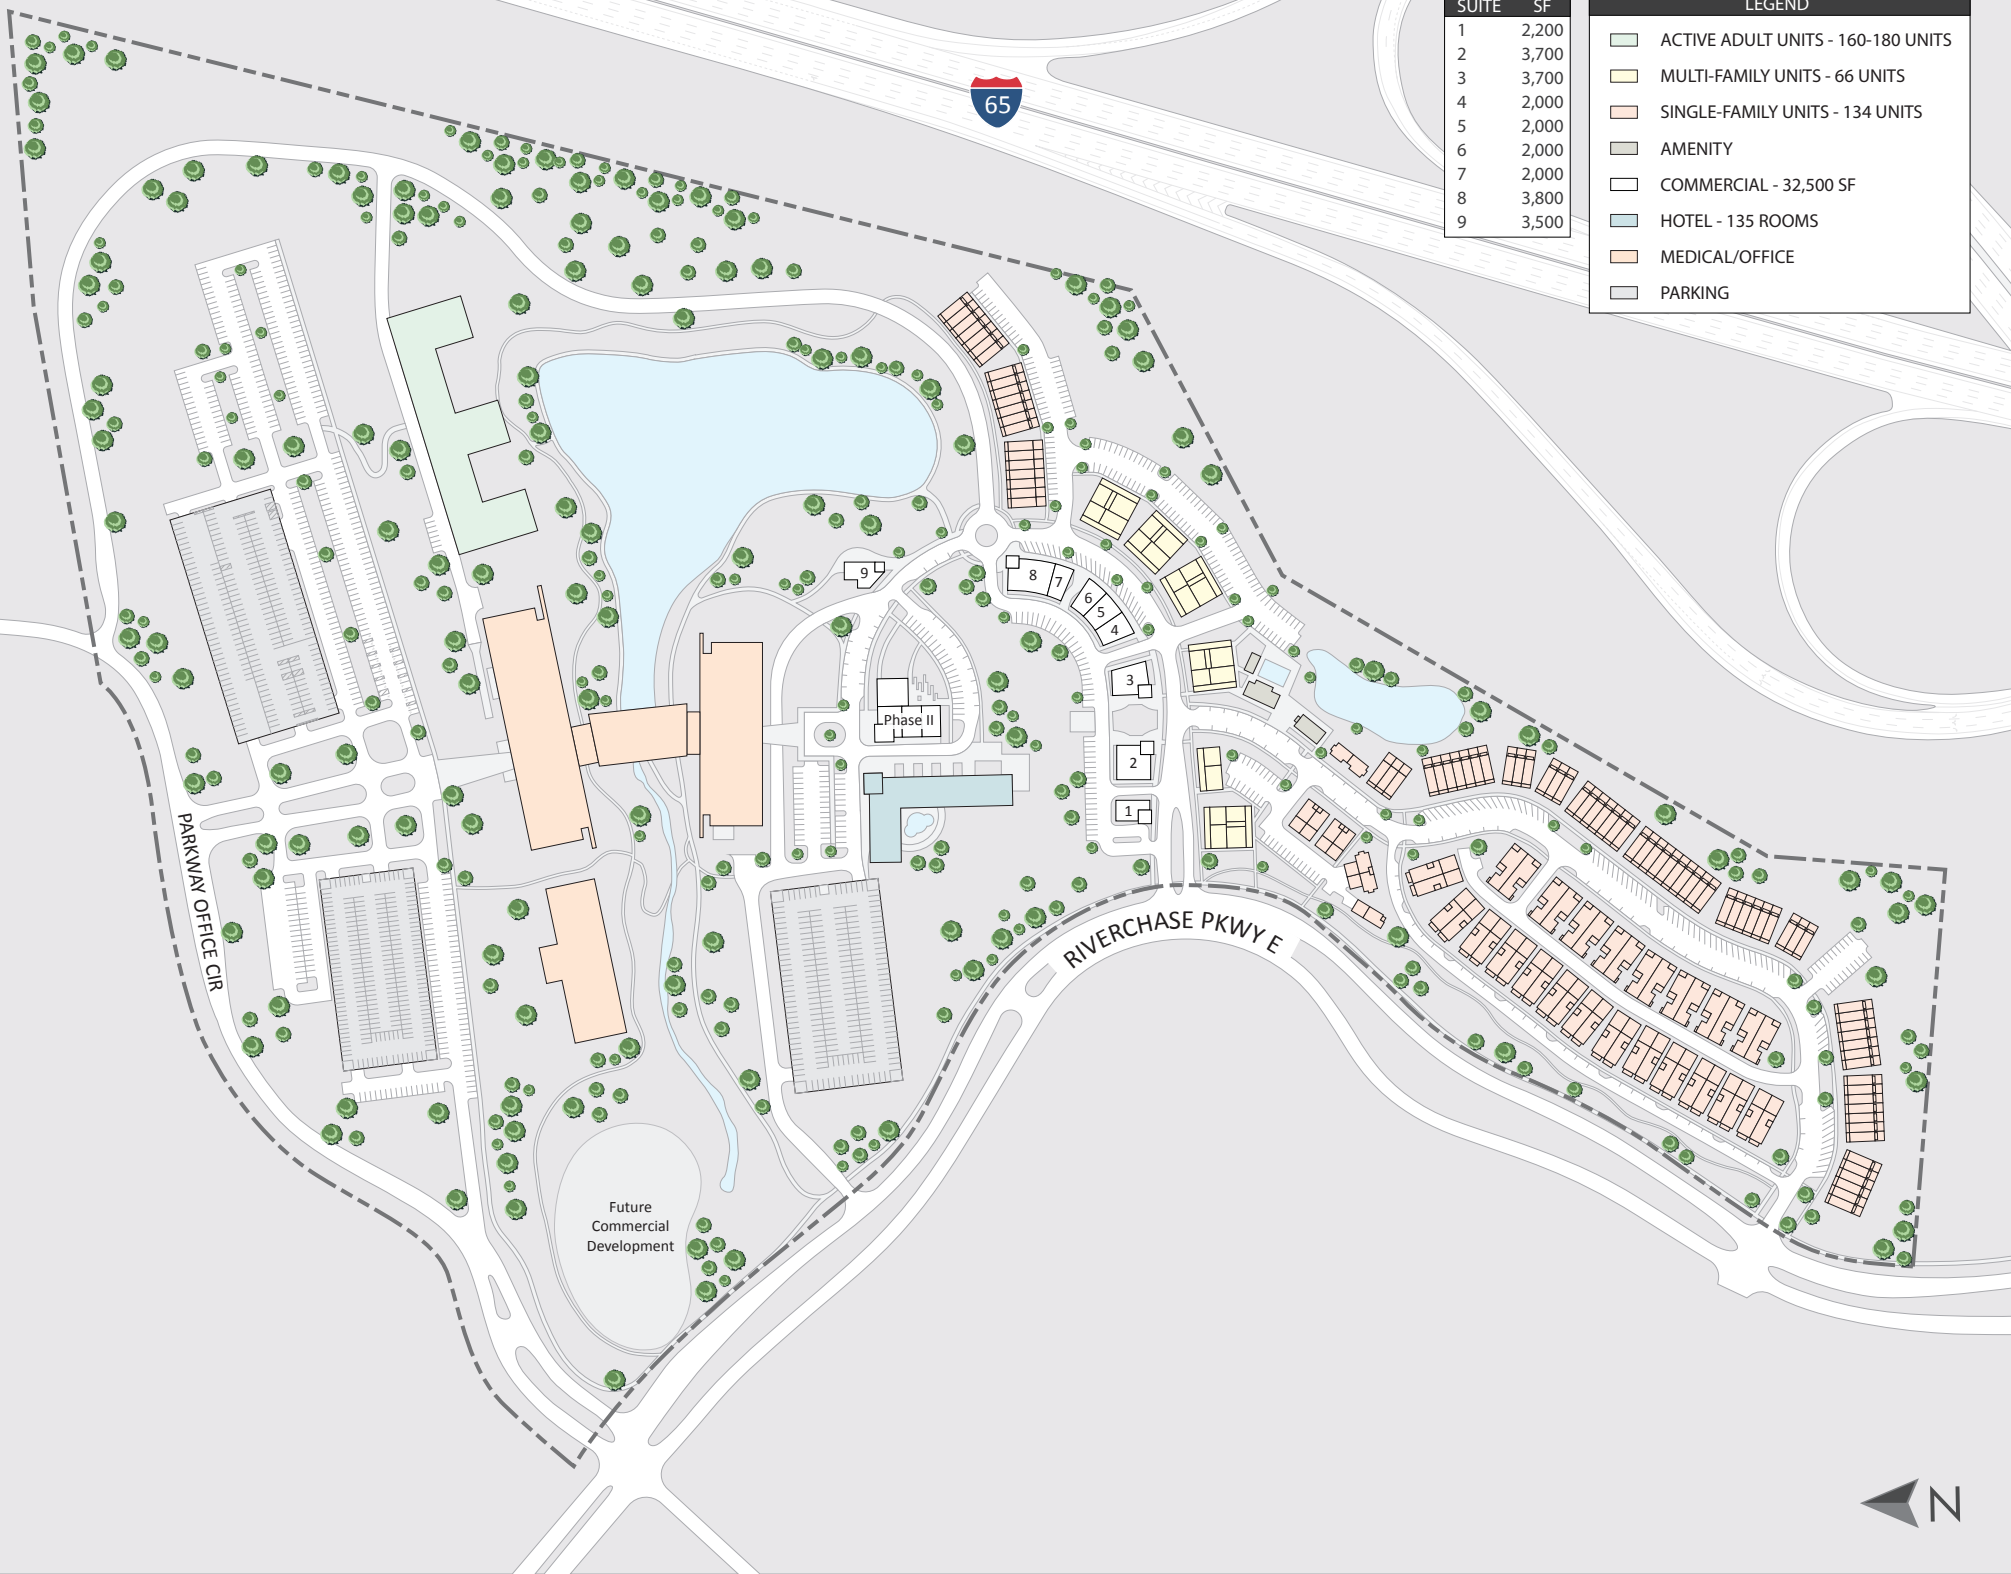 SUITE SF
1 2,200
2 3,700
3 3,700
4 2,000
5 2,000
6 2,000
7 2,000
8 3,800
9 3,500
LEGEND
ACTIVE ADULT UNITS - 160-180 UNITS
MULTI-FAMILY UNITS - 66 UNITS
SINGLE-FAMILY UNITS - 134 UNITS
AMENITY
COMMERCIAL - 32,500 SF
HOTEL - 135 ROOMS
MEDICAL/OFFICE
PARKING
65
9
8
7
6
5
4
3
2
1
Phase II
PARKWAY OFFICE CIR
RIVERCHASE PKWY E
Future
Commercial
Development
N